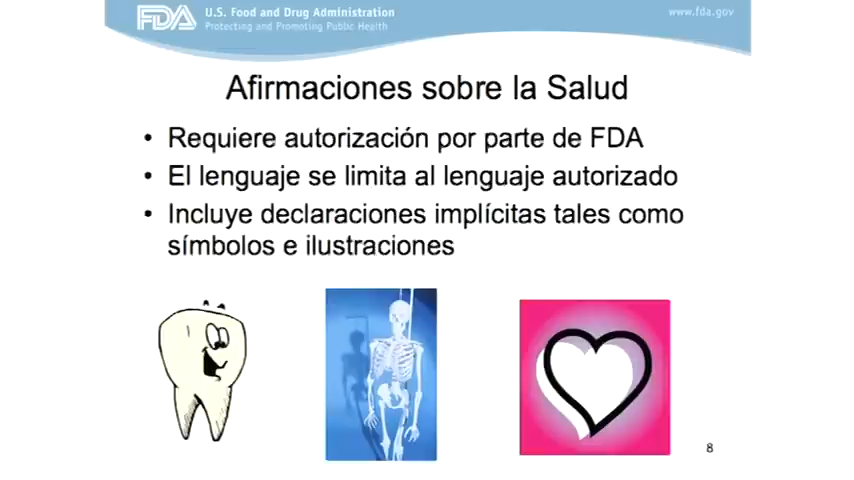 FDA U.S. Food and Drug Administration
Protecting and Promoting Public Health
www.fda.gov
Afirmaciones sobre la Salud
• Requiere autorización por parte de FDA
• El lenguaje se limita al lenguaje autorizado
• Incluye declaraciones implícitas tales como
símbolos e ilustraciones
8